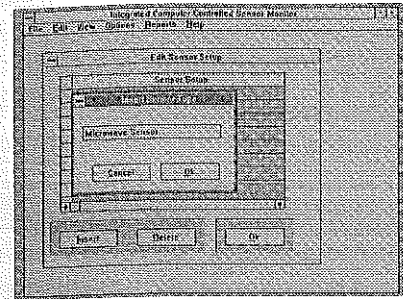 Integrated Computer Controlled Sensor Monitor
File Edit View Options Reports Help
Edit Sensor Setup
Sensor Setup
Microwave Sensor
Cancel Ok
Insert Delete Ok